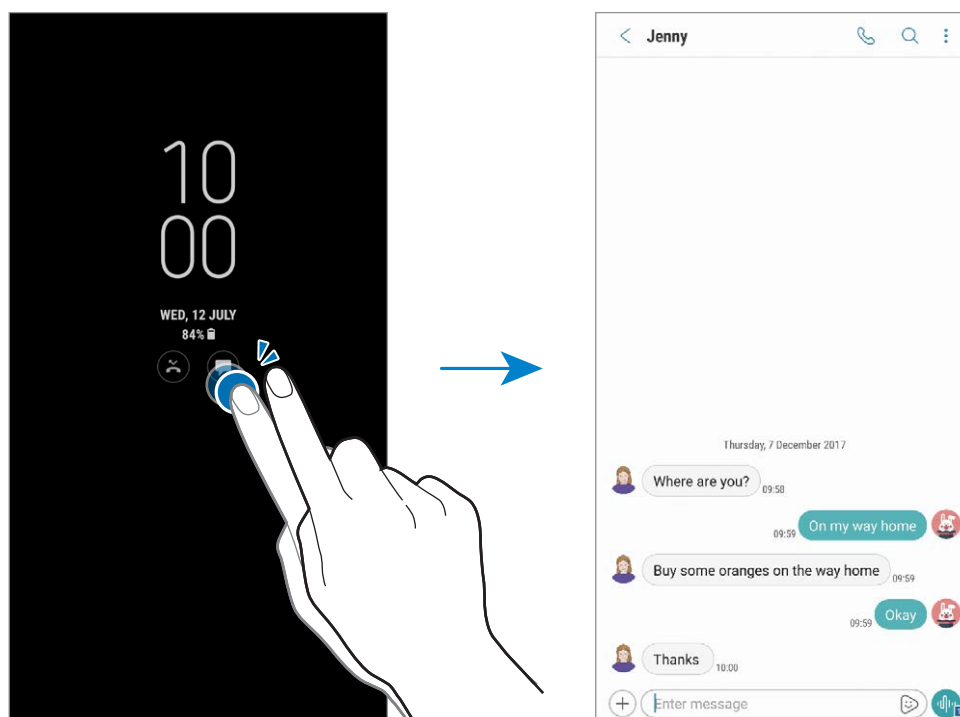 10
00
WED, 12 JULY
84%
Jenny
Thursday, 7 December 2017
Where are you?
09:58
On my way home
09:59
Buy some oranges on the way home
09:59
Okay
09:59
Thanks
10:00
Enter message